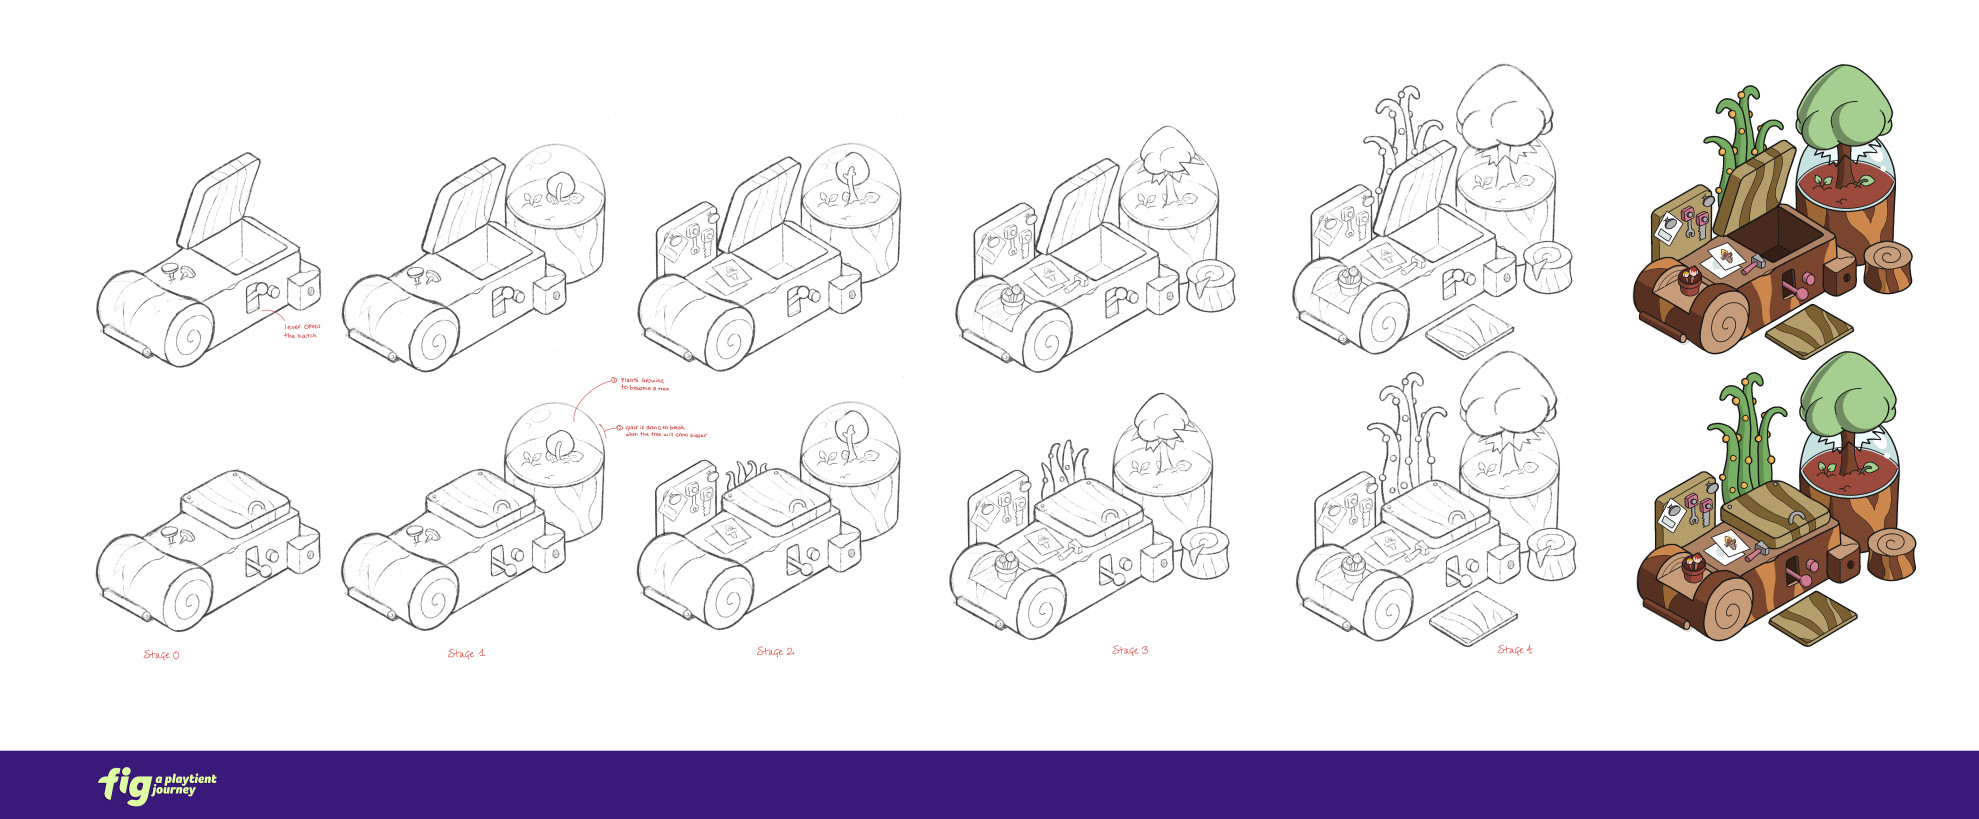 lever opens
the hatch
① Plants growing
to become a tree
② glass is going to break
when the tree will grow bigger
Stage 0
Stage 1
Stage 2
Stage 3
Stage 4
fig a playtient
journey